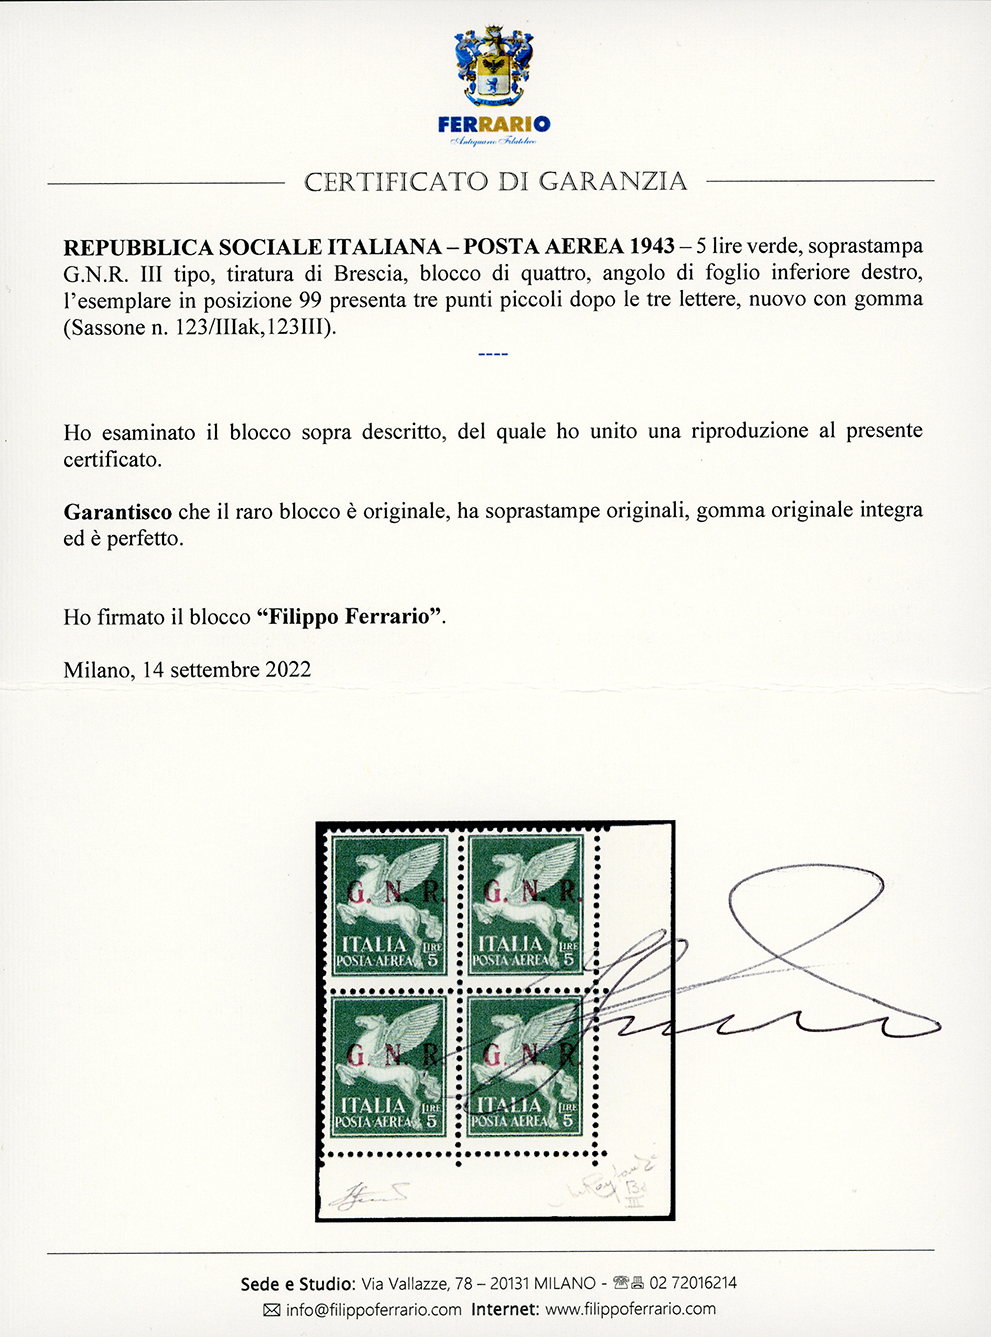 FERRARIO
Antiquario Filatelico
CERTIFICATO DI GARANZIA
REPUBBLICA SOCIALE ITALIANA – POSTA AEREA 1943 – 5 lire verde, soprastampa
G.N.R. III tipo, tiratura di Brescia, blocco di quattro, angolo di foglio inferiore destro,
l’esemplare in posizione 99 presenta tre punti piccoli dopo le tre lettere, nuovo con gomma
(Sassone n. 123/IIIak,123III).
----
Ho esaminato il blocco sopra descritto, del quale ho unito una riproduzione al presente
certificato.
Garantisco che il raro blocco è originale, ha soprastampe originali, gomma originale integra
ed è perfetto.
Ho firmato il blocco “Filippo Ferrario”.
Milano, 14 settembre 2022
G. N. R. G. N. R.
ITALIA LIRE ITALIA LIRE
POSTA·AEREA 5 POSTA·AEREA 5
G. N. R G. N. R
ITALIA LIRE ITALIA LIRE
POSTA·AEREA 5 POSTA·AEREA 5
III
Sede e Studio: Via Vallazze, 78 – 20131 MILANO - 02 72016214
info@filippoferrario.com Internet: www.filippoferrario.com